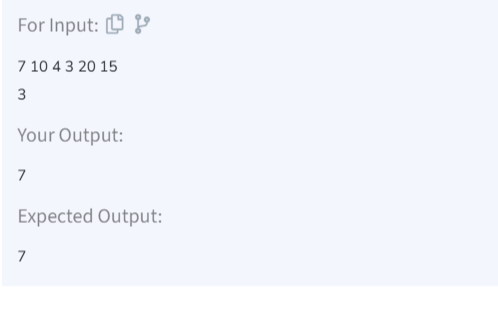 For Input:
7 10 4 3 20 15
3
Your Output:
7
Expected Output:
7